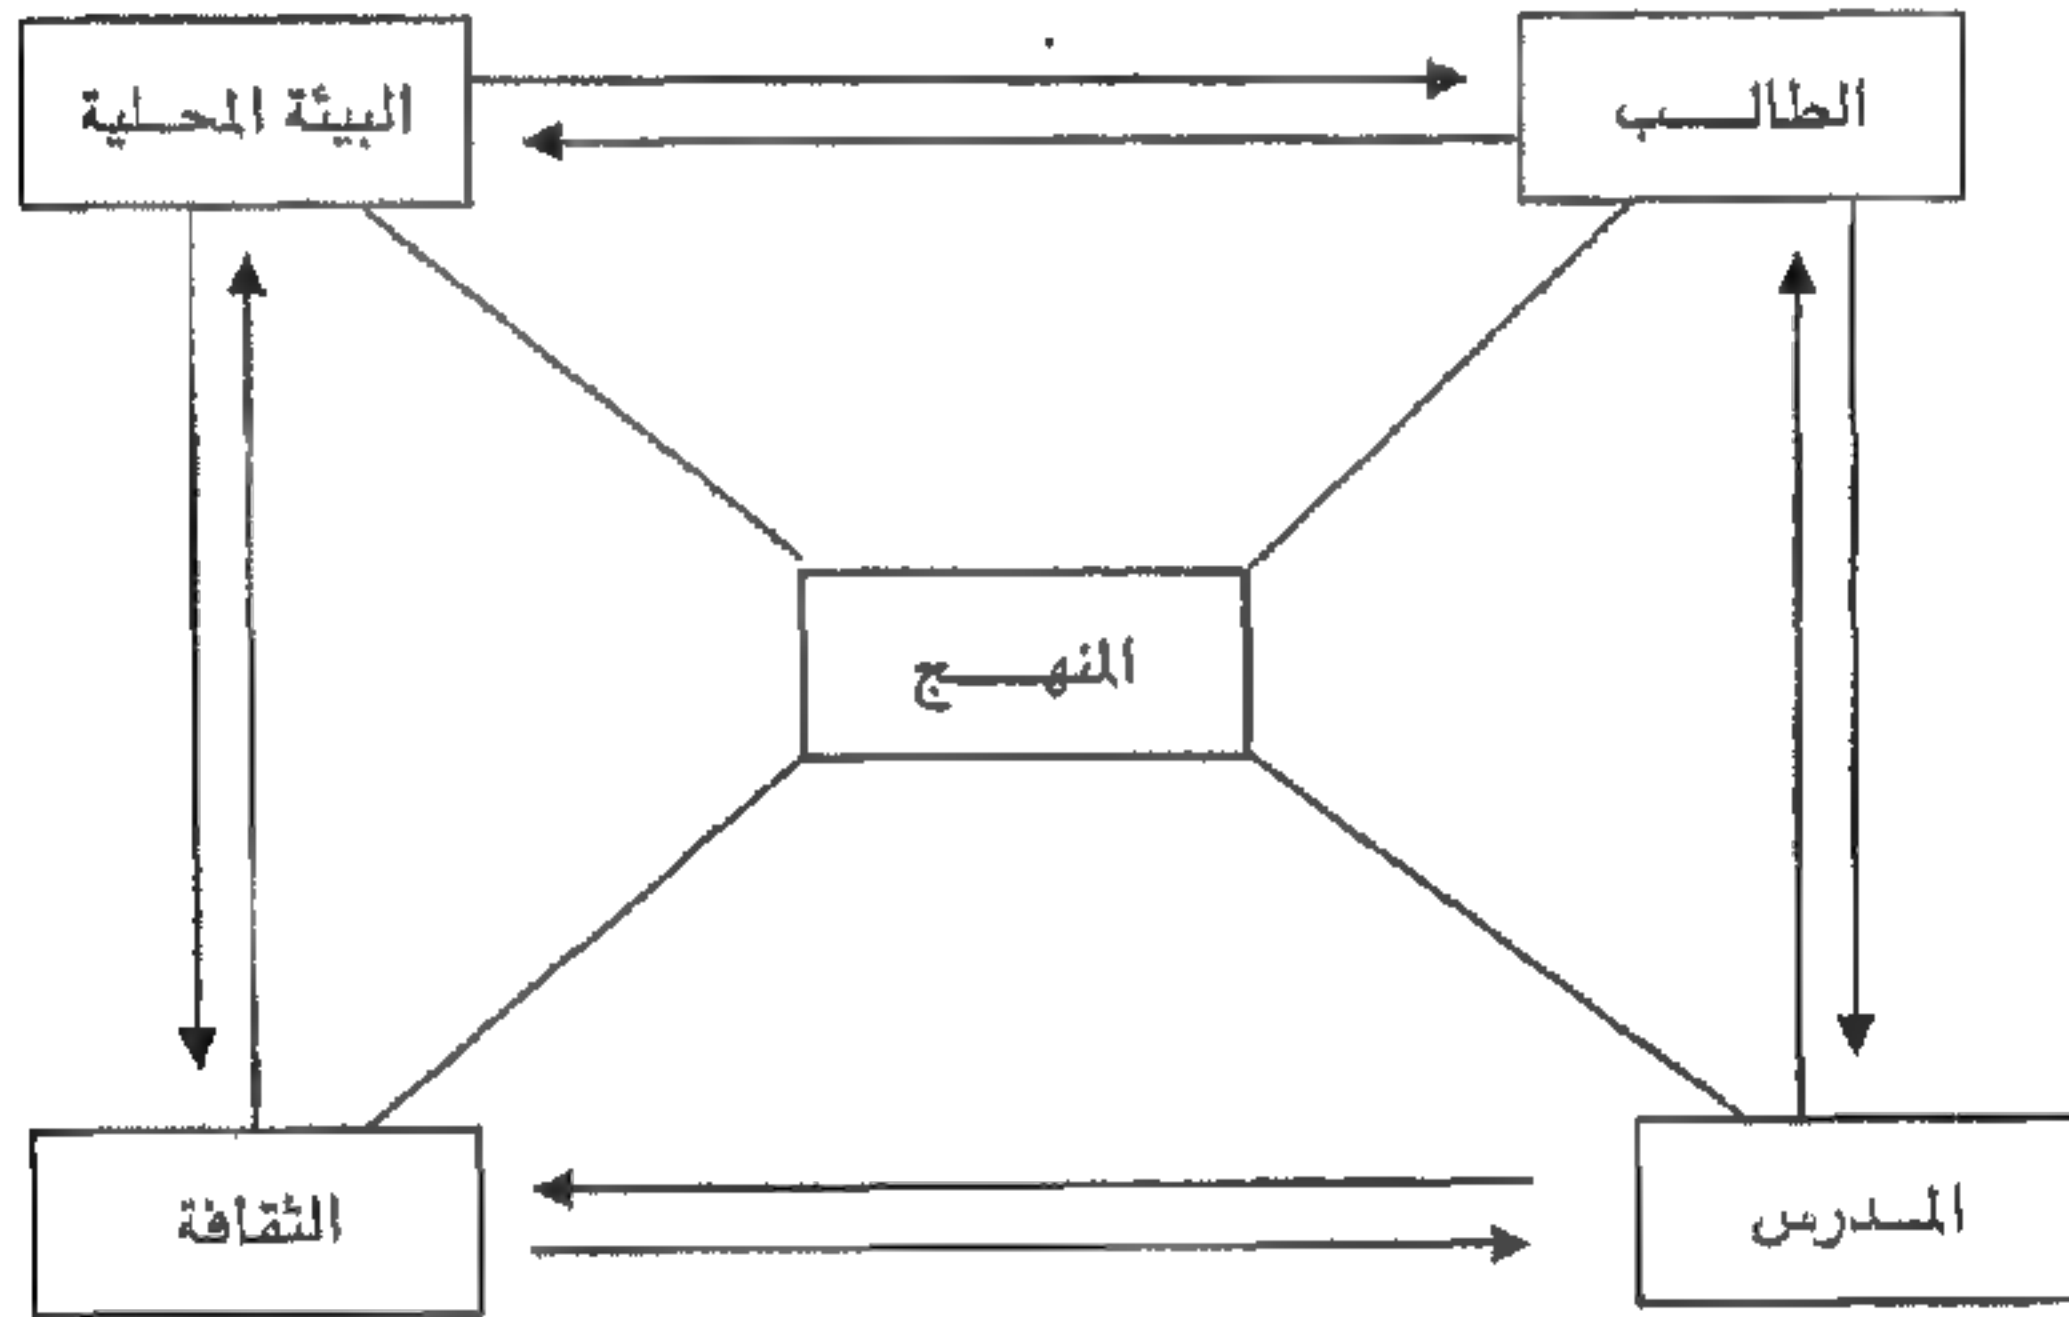 الطالب
البيئة المحلية
المنهج
المدرس
الثقافة